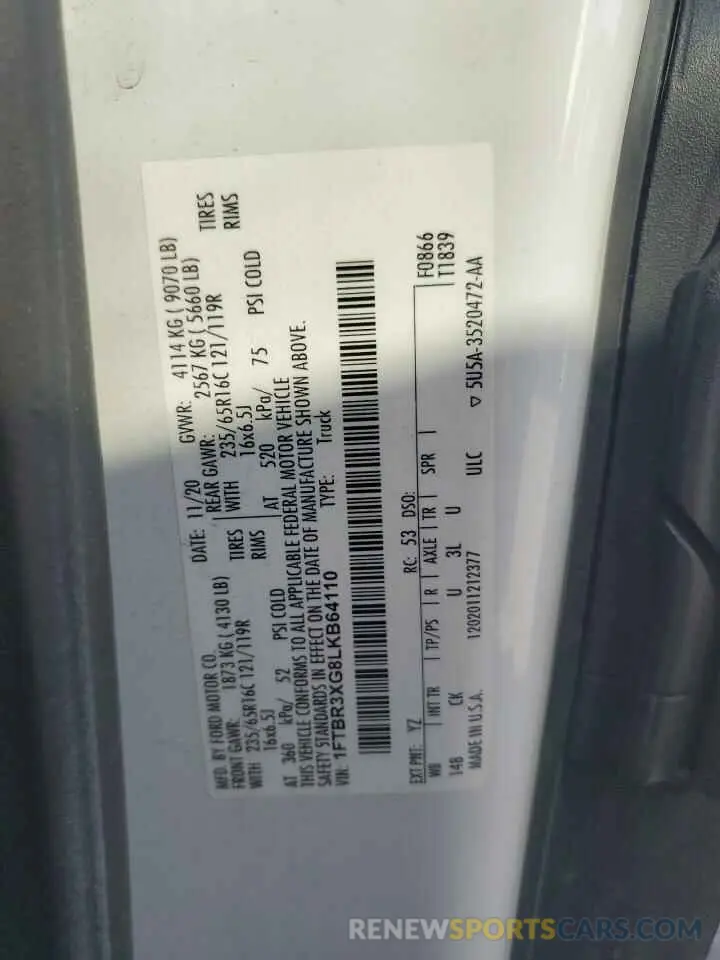 MFD. BY FORD MOTOR CO. DATE: 11/20 GVWR: 4114 KG ( 9070 LB)
FRONT GAWR: 1873 KG ( 4130 LB) REAR GAWR: 2567 KG ( 5660 LB)
WITH 235/65R16C 121/119R TIRES WITH 235/65R16C 121/119R TIRES
16x6.5J RIMS 16x6.5J RIMS
AT 360 kPa/ 52 PSI COLD AT 520 kPa/ 75 PSI COLD
THIS VEHICLE CONFORMS TO ALL APPLICABLE FEDERAL MOTOR VEHICLE
SAFETY STANDARDS IN EFFECT ON THE DATE OF MANUFACTURE SHOWN ABOVE.
VIN: 1FTBR3XG8LKB64110 TYPE: Truck
F0866
EXT PNT: YZ RC: 53 DSO: T1839
WB INT TR TP/PS R AXLE TR SPR
148 CK U 3L U
MADE IN U.S.A. 1202011212377 ULC ▽ 5U5A-3520472-AA
RENEWSPORTSCARS.COM